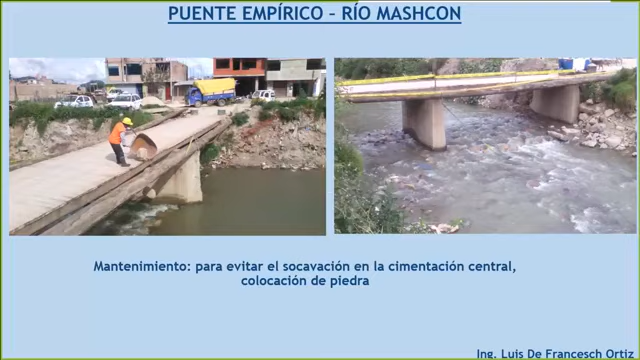 PUENTE EMPÍRICO – RÍO MASHCON
Mantenimiento: para evitar el socavación en la cimentación central,
colocación de piedra
Ing. Luis De Francesch Ortiz